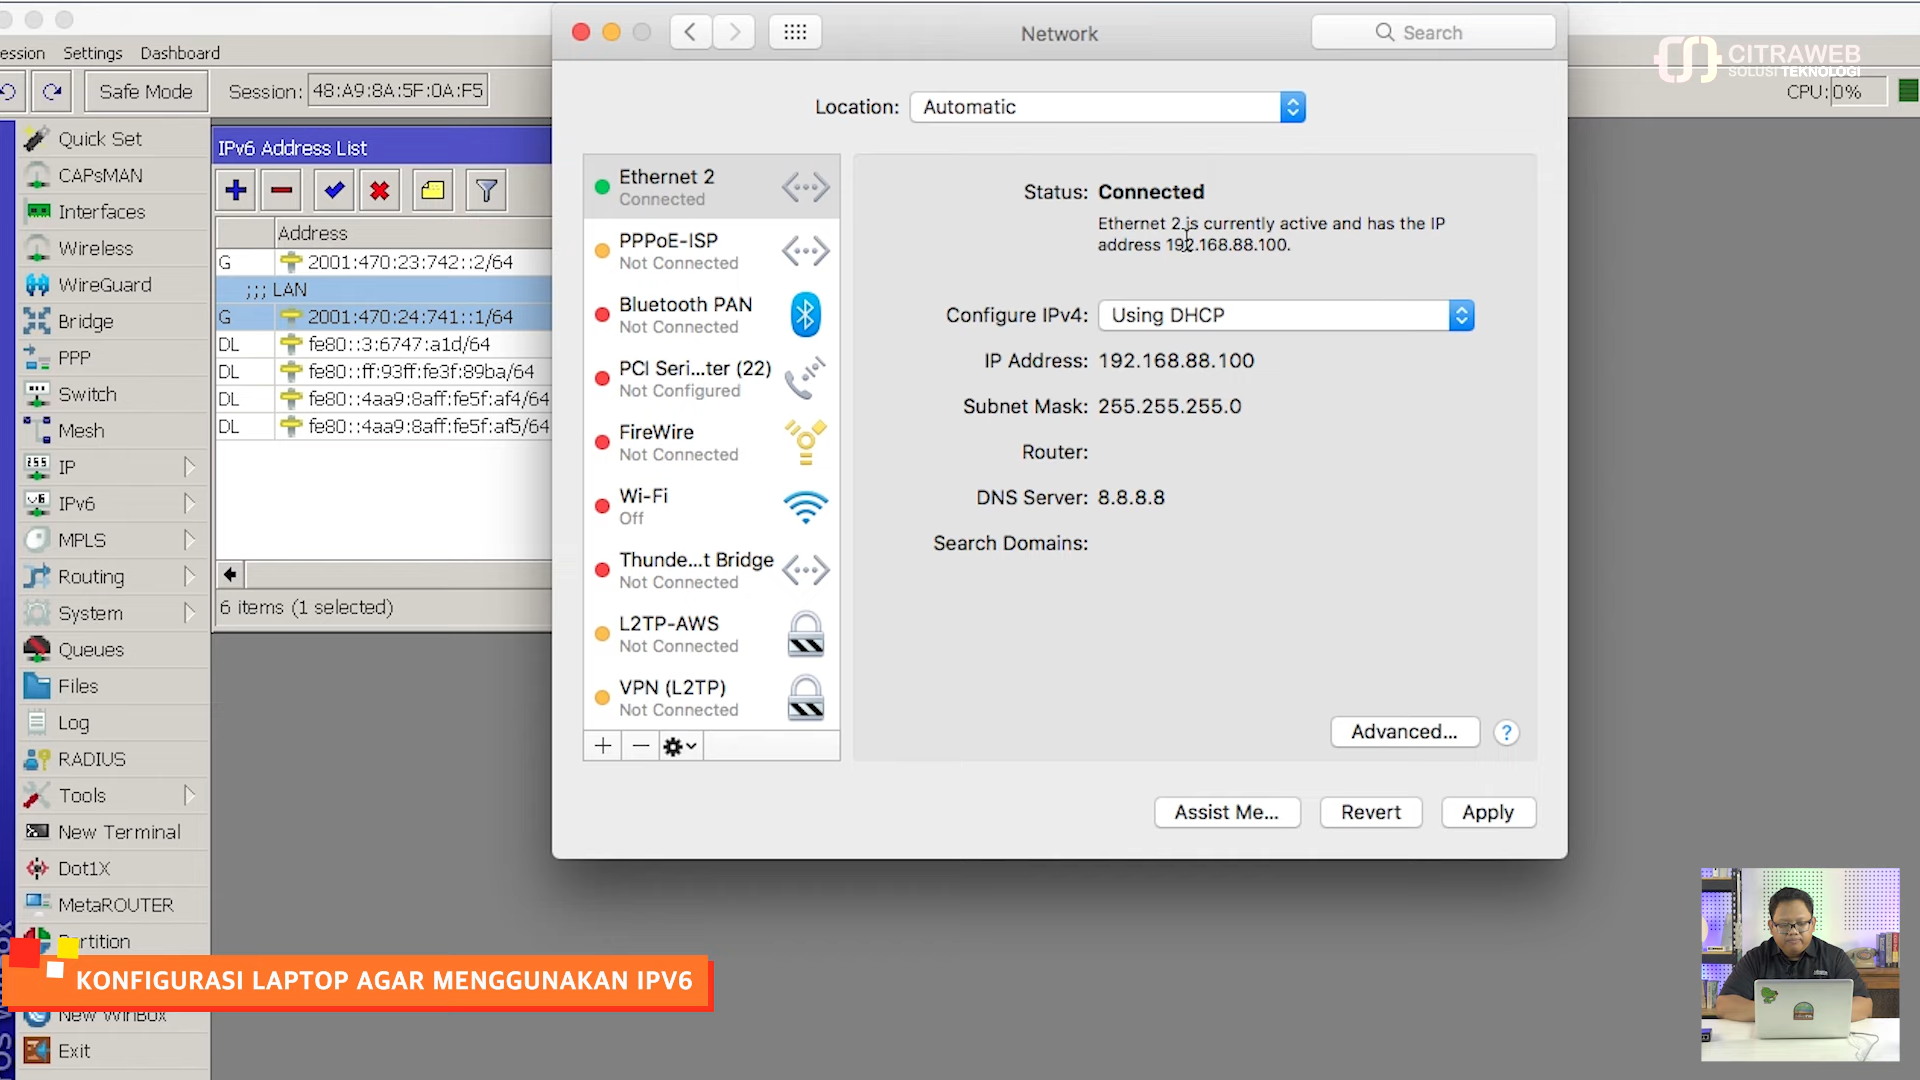 ession Settings Dashboard
Safe Mode Session: 48:A9:8A:5F:0A:F5
CPU: 0%
CITRAWEB
SOLUSI TEKNOLOGI
Quick Set
CAPsMAN
Interfaces
Wireless
WireGuard
Bridge
PPP
Switch
Mesh
IP
IPv6
MPLS
Routing
System
Queues
Files
Log
RADIUS
Tools
New Terminal
Dot1X
MetaROUTER
Partition
New WinBox
Exit
IPv6 Address List
Address
G 2001:470:23:742::2/64
;;; LAN
G 2001:470:24:741::1/64
DL fe80::3:6747:a1d/64
DL fe80::ff:93ff:fe3f:89ba/64
DL fe80::4aa9:8aff:fe5f:af4/64
DL fe80::4aa9:8aff:fe5f:af5/64
6 items (1 selected)
Network
Search
Location: Automatic
Ethernet 2
Connected
PPPoE-ISP
Not Connected
Bluetooth PAN
Not Connected
PCI Seri...ter (22)
Not Configured
FireWire
Not Connected
Wi-Fi
Off
Thunde...t Bridge
Not Connected
L2TP-AWS
Not Connected
VPN (L2TP)
Not Connected
Status: Connected
Ethernet 2 is currently active and has the IP
address 192.168.88.100.
Configure IPv4: Using DHCP
IP Address: 192.168.88.100
Subnet Mask: 255.255.255.0
Router:
DNS Server: 8.8.8.8
Search Domains:
Advanced... ?
Assist Me... Revert Apply
KONFIGURASI LAPTOP AGAR MENGGUNAKAN IPV6